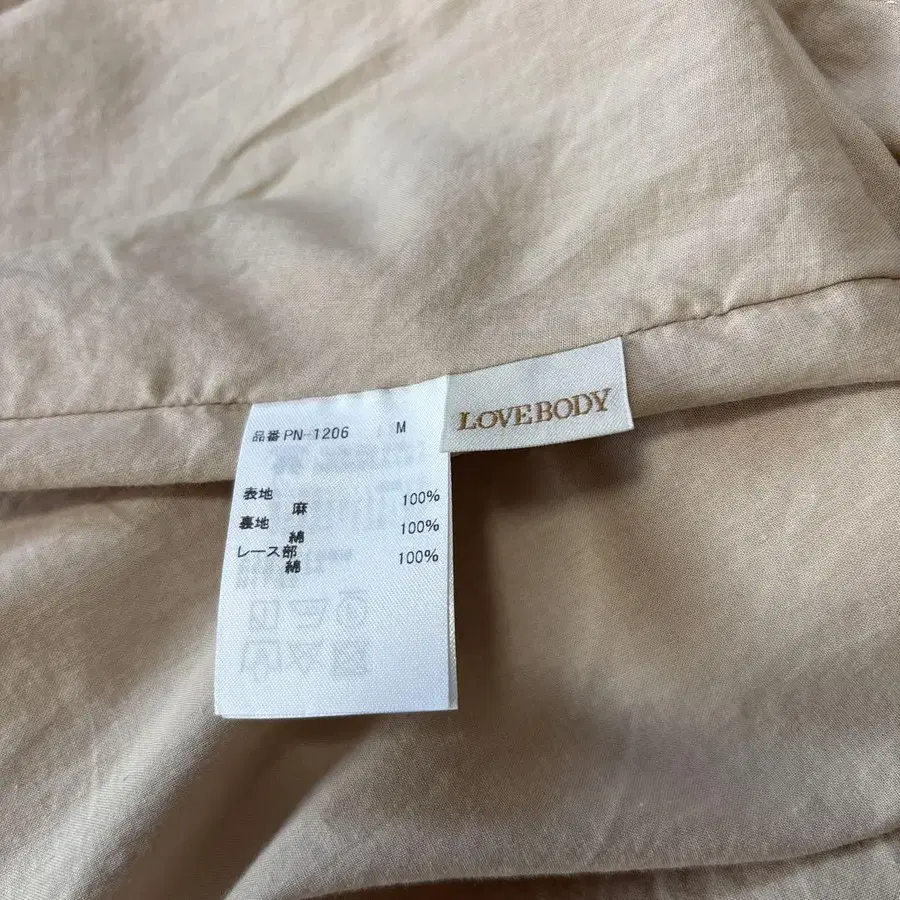 品番 PN-1206 M
LOVEBODY
表地
麻 100%
裏地
綿 100%
レース部
綿 100%